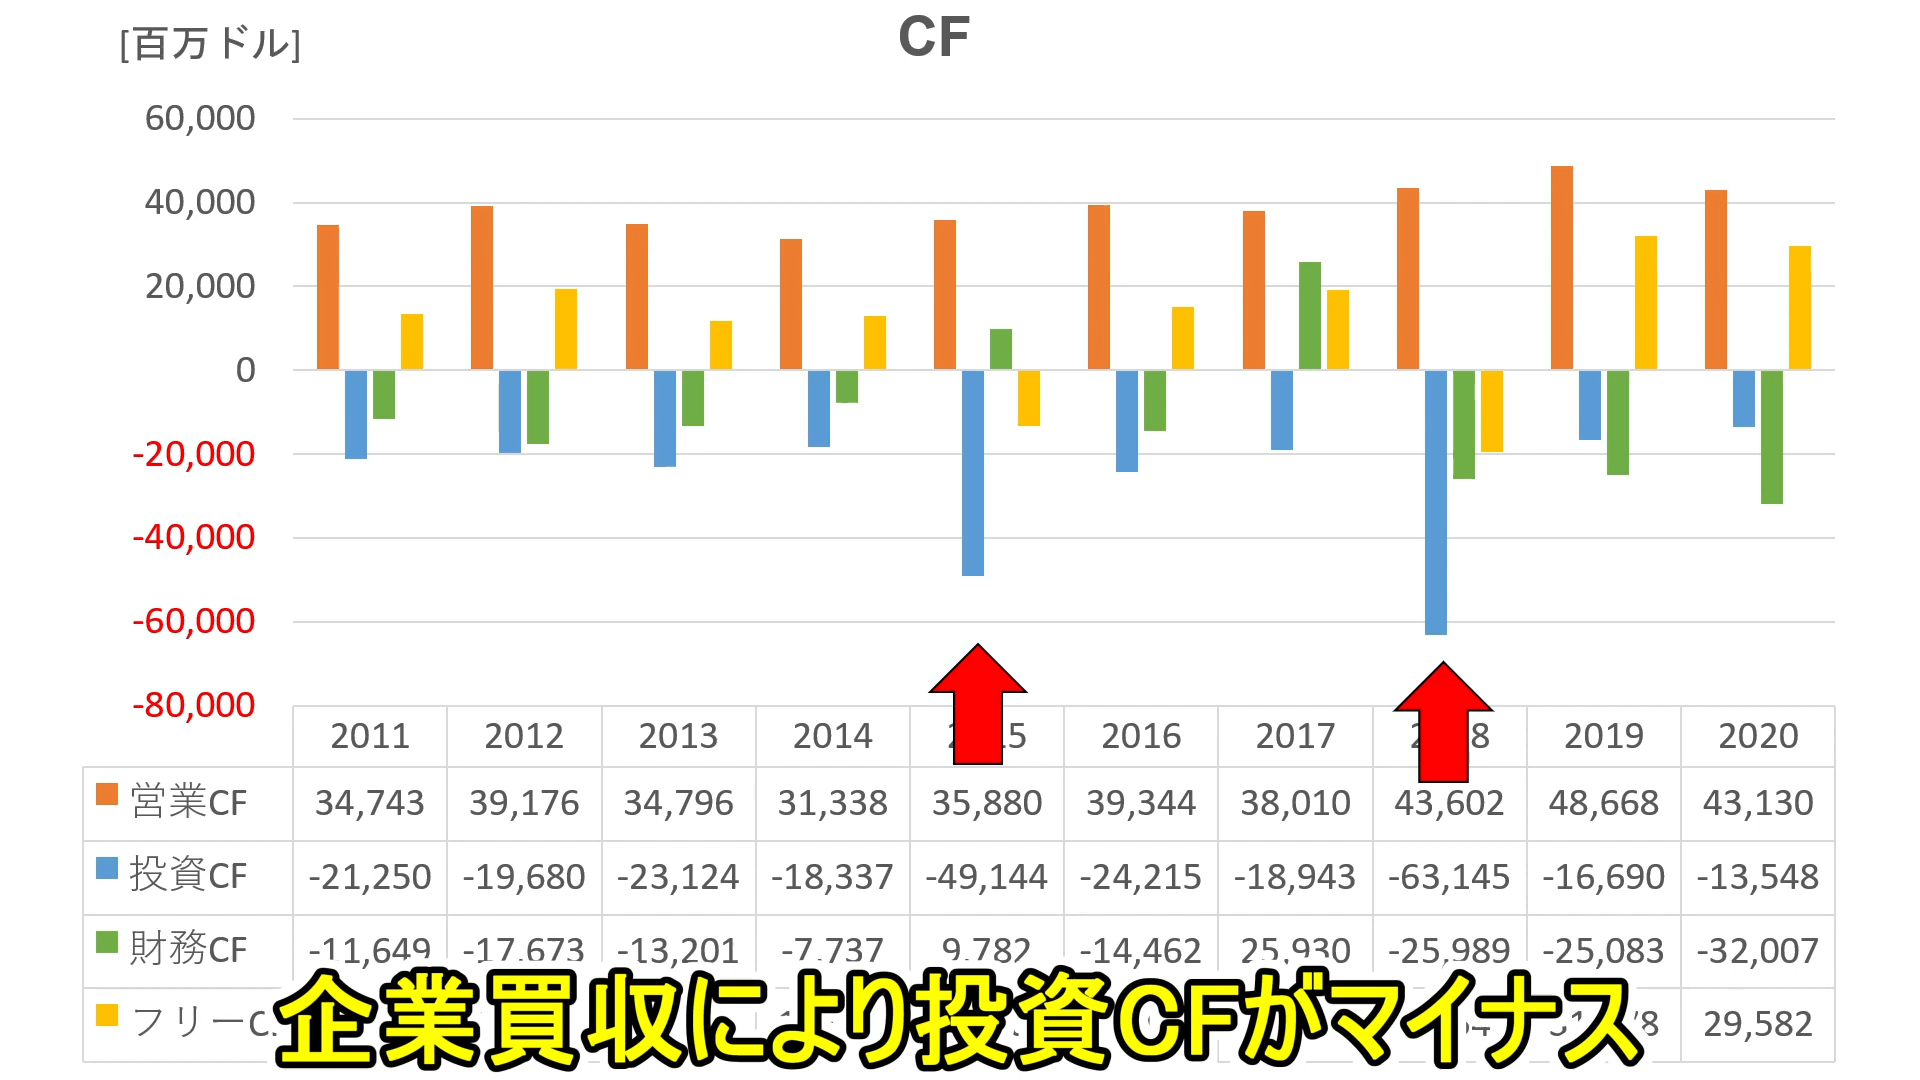 [百万ドル]
CF
60,000
40,000
20,000
0
-20,000
-40,000
-60,000
-80,000
2011 2012 2013 2014 2016 2017 2019 2020
営業CF 34,743 39,176 34,796 31,338 35,880 39,344 38,010 43,602 48,668 43,130
投資CF -21,250 -19,680 -23,124 -18,337 -49,144 -24,215 -18,943 -63,145 -16,690 -13,548
財務CF -11,649 -17,673 -13,201 -7,737 9,782 -14,462 25,930 -25,989 -25,083 -32,007
フリーC 29,582
企業買収により投資CFがマイナス